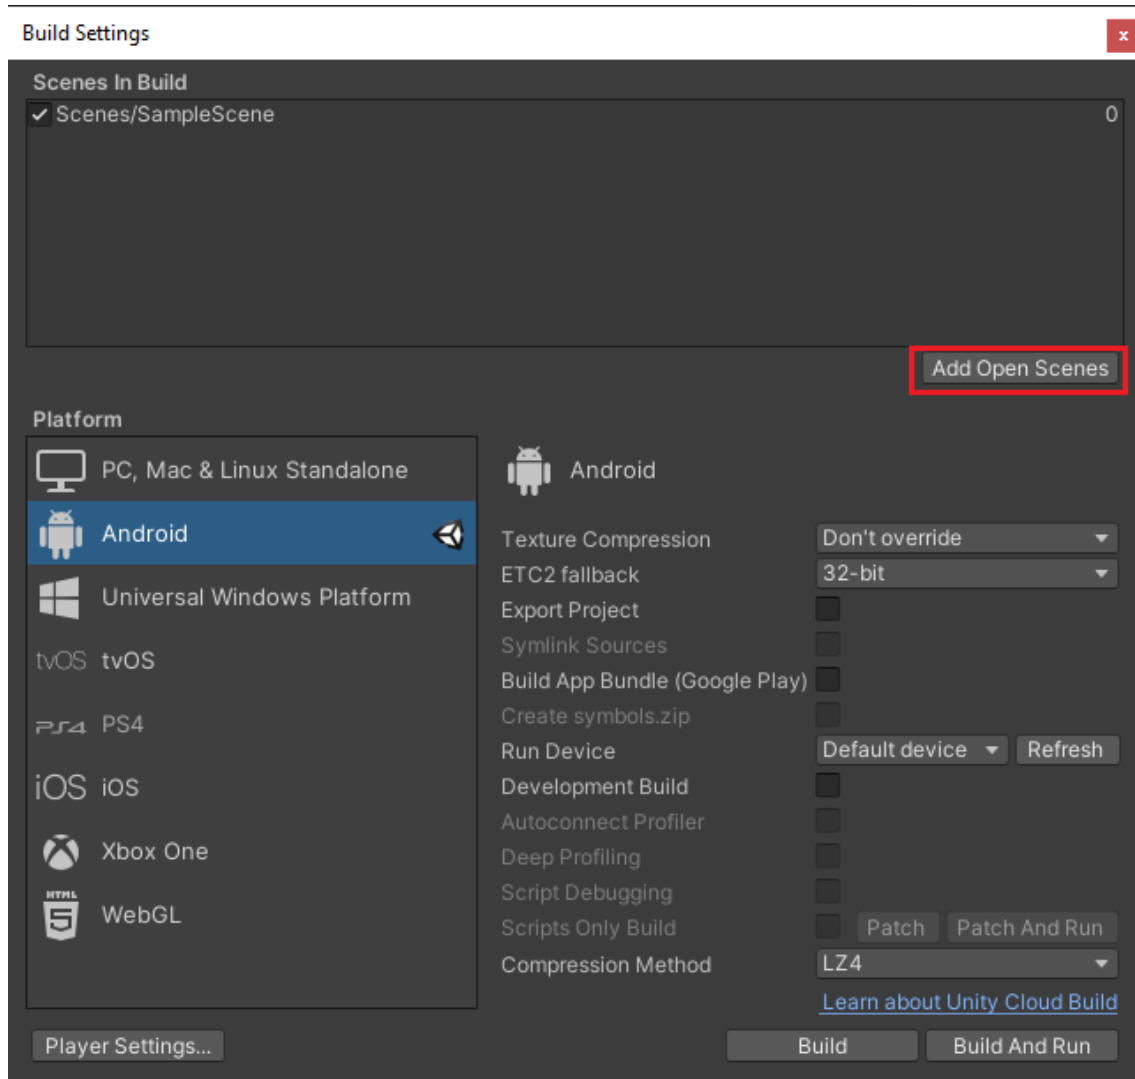 Build Settings
x
Scenes In Build
Scenes/SampleScene 0
Add Open Scenes
Platform
PC, Mac & Linux Standalone
Android
Universal Windows Platform
tvOS tvOS
PS4 PS4
iOS iOS
Xbox One
HTML
5 WebGL
Android
Texture Compression Don't override
ETC2 fallback 32-bit
Export Project
Symlink Sources
Build App Bundle (Google Play)
Create symbols.zip
Run Device Default device Refresh
Development Build
Autoconnect Profiler
Deep Profiling
Script Debugging
Scripts Only Build Patch Patch And Run
Compression Method LZ4
Learn about Unity Cloud Build
Player Settings... Build Build And Run